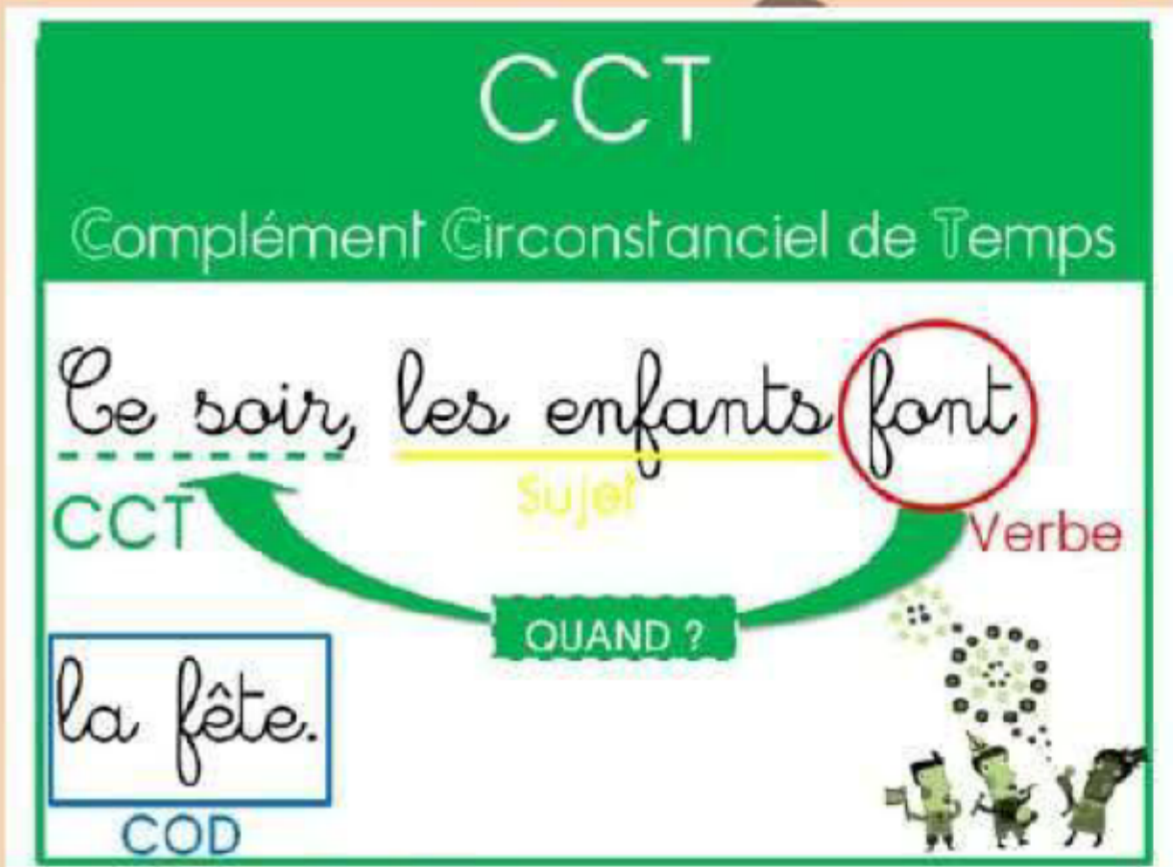 CCT
Complément Circonstanciel de Temps
Ce soir, les enfants font
CCT
Sujet
Verbe
QUAND ?
la fête.
COD